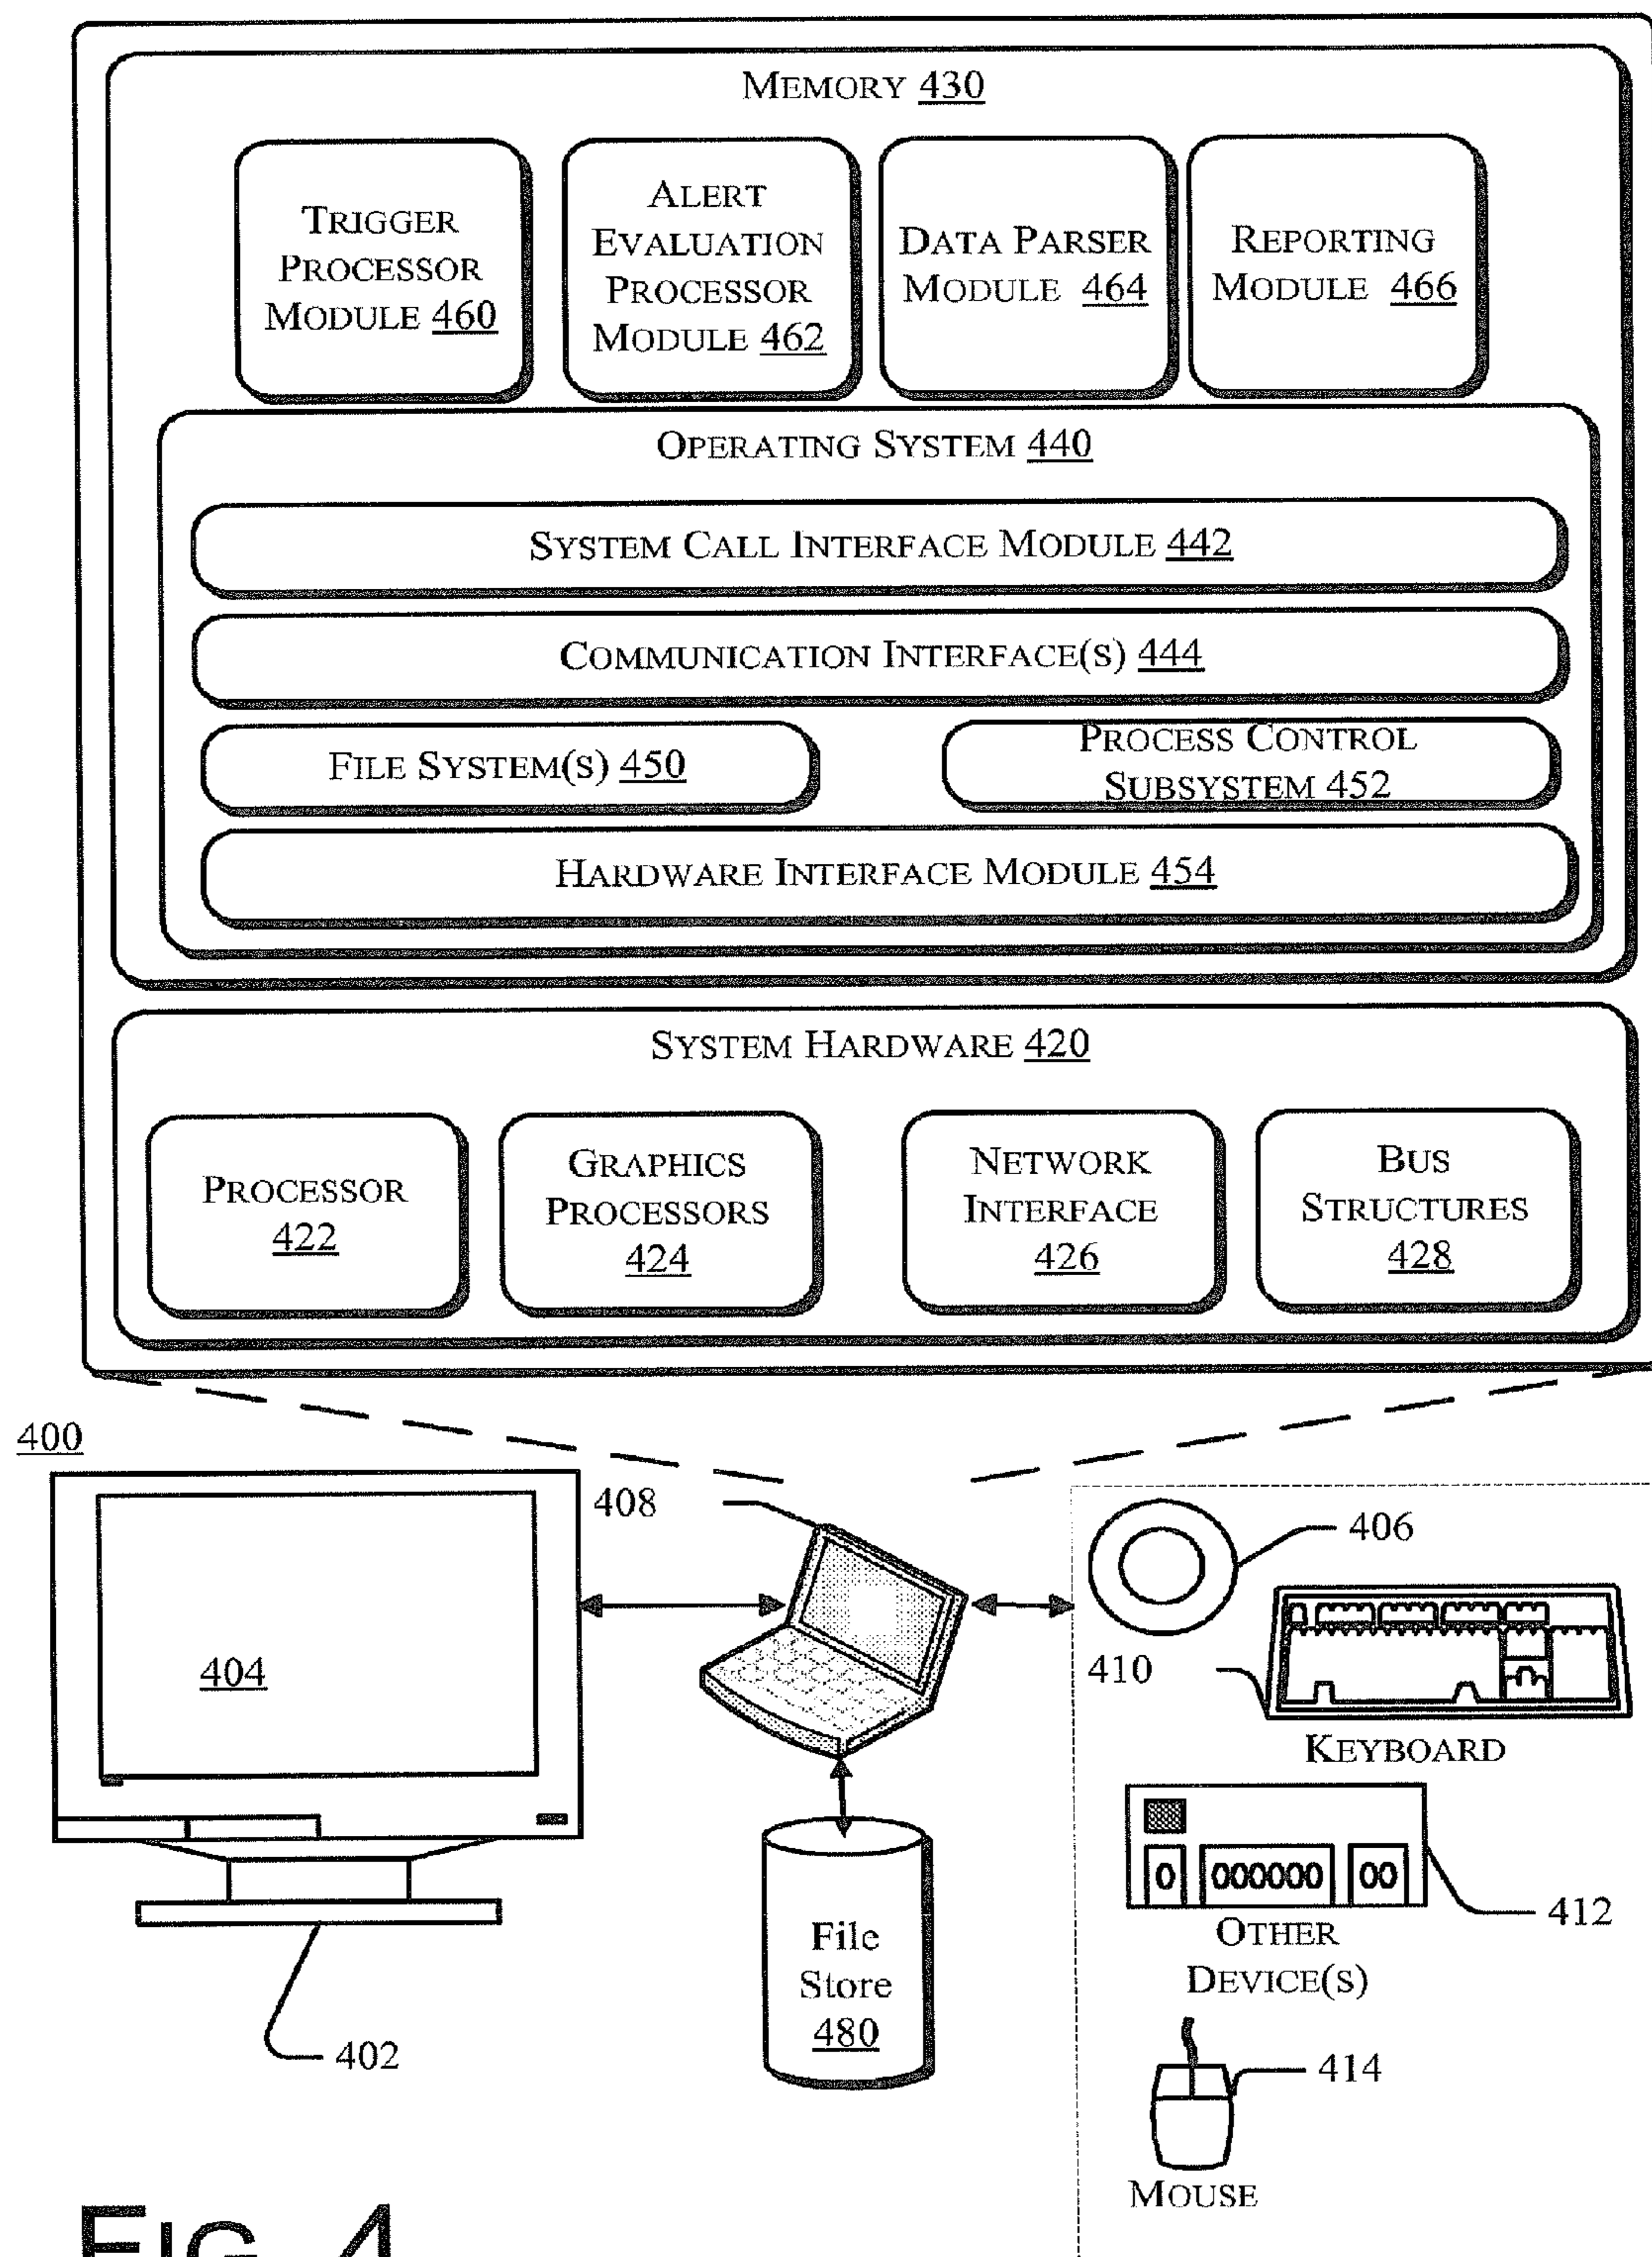 MEMORY 430
TRIGGER
PROCESSOR
MODULE 460
ALERT
EVALUATION
PROCESSOR
MODULE 462
DATA PARSER
MODULE 464
REPORTING
MODULE 466
OPERATING SYSTEM 440
SYSTEM CALL INTERFACE MODULE 442
COMMUNICATION INTERFACE(S) 444
FILE SYSTEM(S) 450
PROCESS CONTROL
SUBSYSTEM 452
HARDWARE INTERFACE MODULE 454
SYSTEM HARDWARE 420
PROCESSOR
422
GRAPHICS
PROCESSORS
424
NETWORK
INTERFACE
426
BUS
STRUCTURES
428
400
408
406
404
410
KEYBOARD
412
OTHER
DEVICE(S)
File
Store
480
402
414
MOUSE
FIG. 4